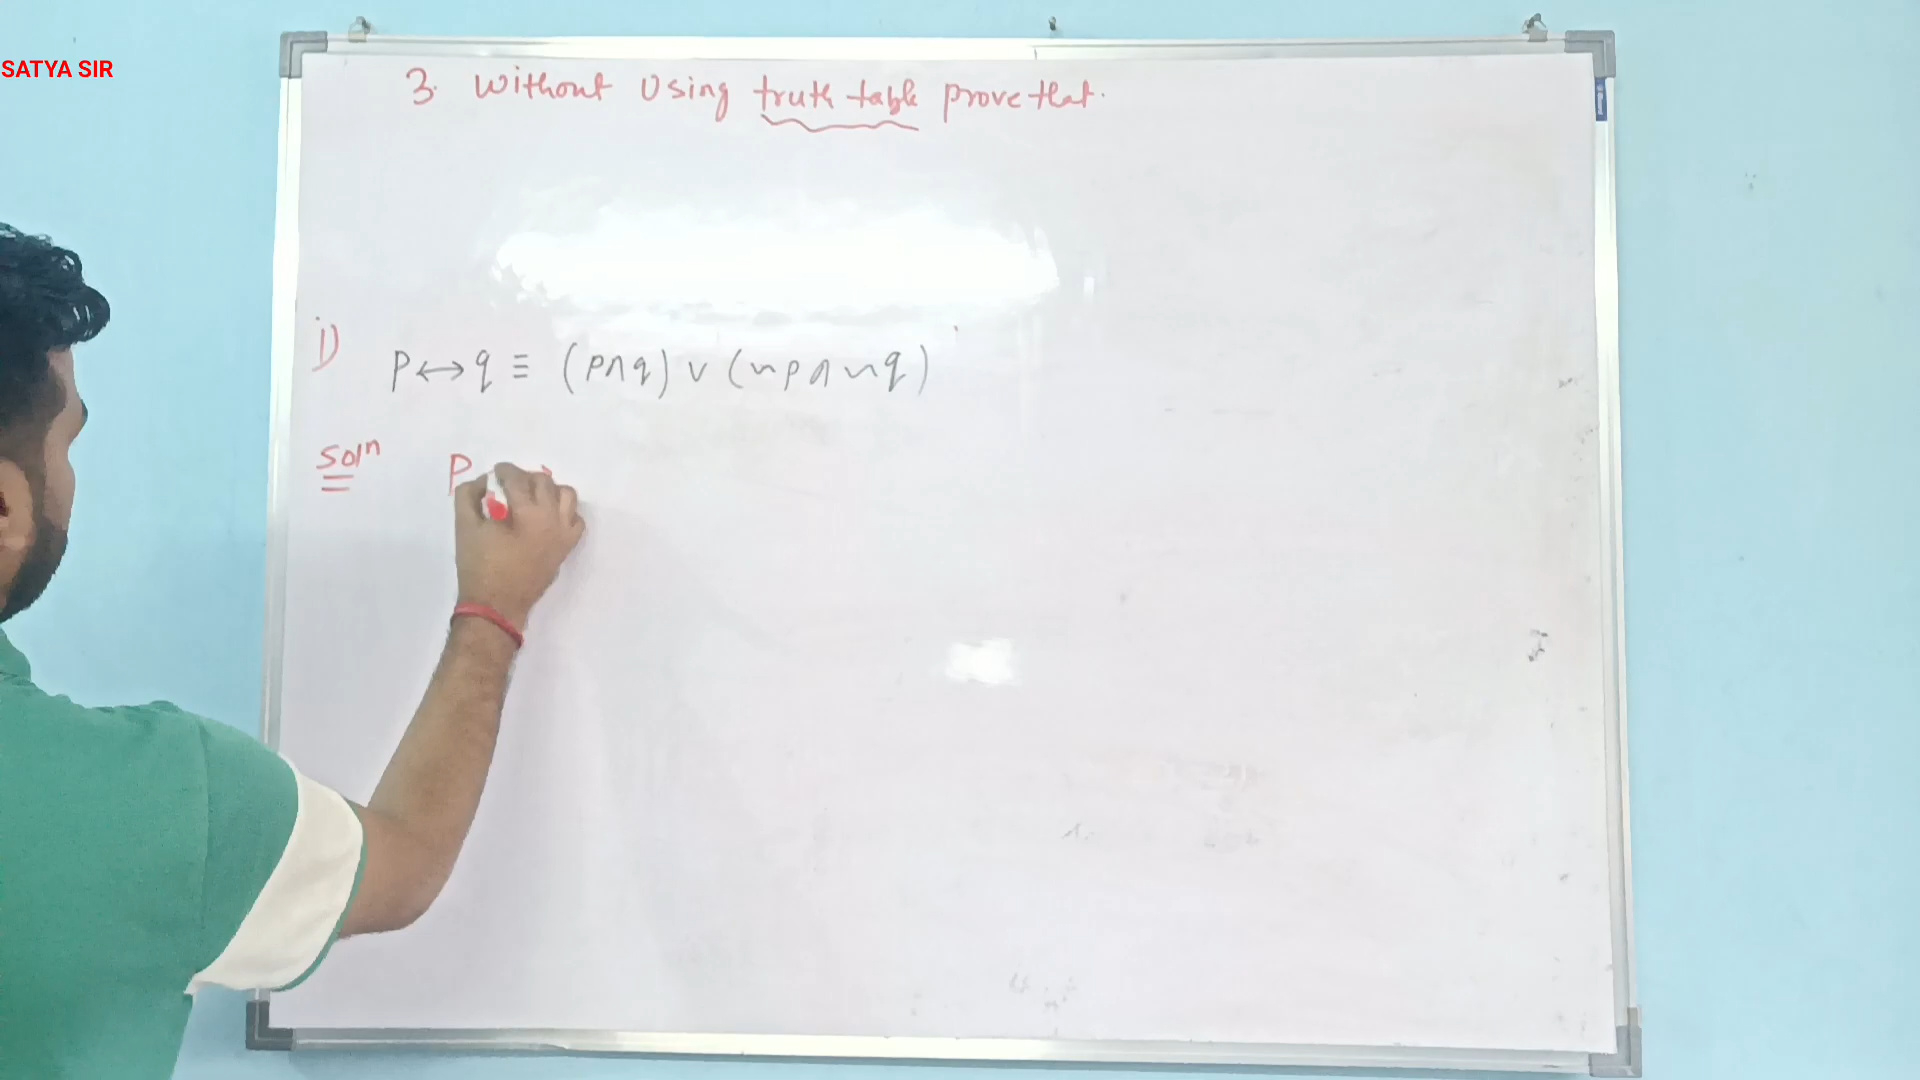 SATYA SIR
3. Without Using truth table prove that.
i) p ↔ q ≡ (p ∧ q) ∨ (~p ∧ ~q)
Solⁿ P